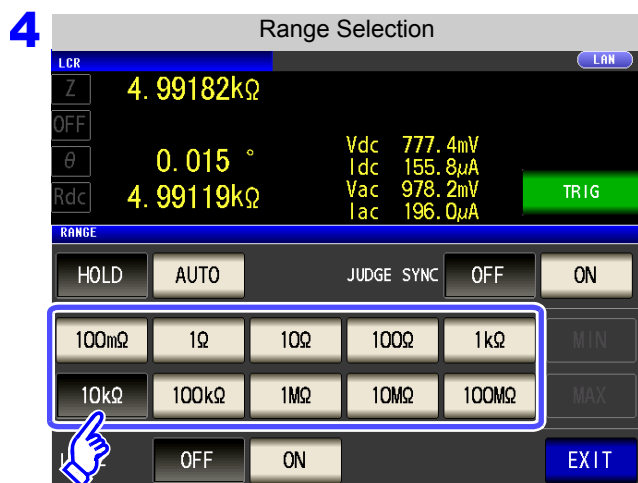 4 Range Selection
LCR LAN
Z 4.99182kΩ
OFF
θ 0.015 °
Rdc 4.99119kΩ
Vdc 777.4mV
Idc 155.8μA
Vac 978.2mV
Iac 196.0μA
TRIG
RANGE
HOLD AUTO JUDGE SYNC OFF ON
100mΩ 1Ω 10Ω 100Ω 1kΩ MIN
10kΩ 100kΩ 1MΩ 10MΩ 100MΩ MAX
OFF ON EXIT